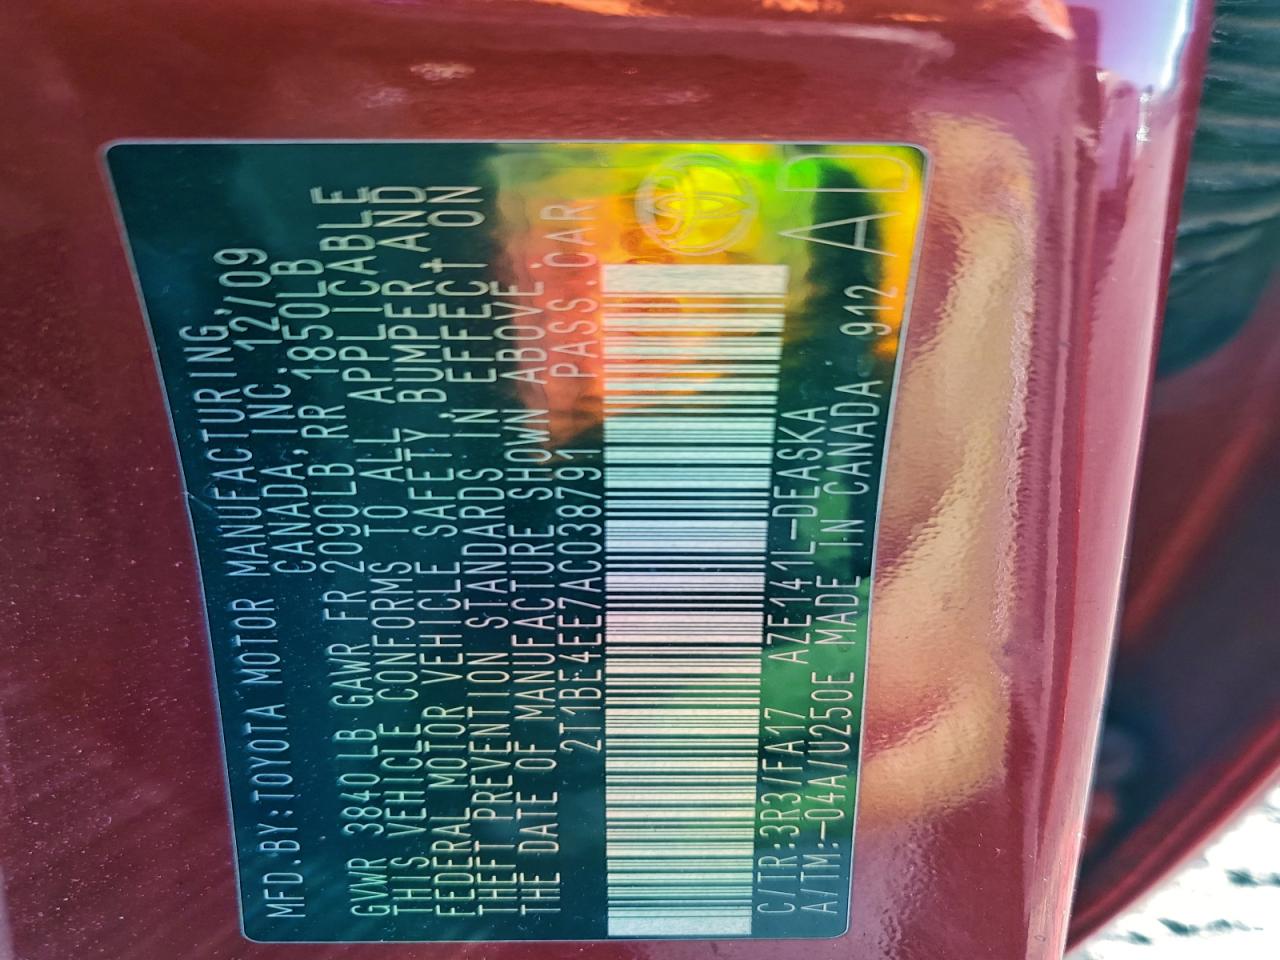 MFD.BY:TOYOTA MOTOR MANUFACTURING,
CANADA, INC. 12/09
GVWR 3840 LB GAWR FR 2090LB RR 1850LB
THIS VEHICLE CONFORMS TO ALL APPLICABLE
FEDERAL MOTOR VEHICLE SAFETY, BUMPER, AND
THEFT PREVENTION STANDARDS IN EFFECT ON
THE DATE OF MANUFACTURE SHOWN ABOVE.
2T1BE4EE7AC038791 PASS.CAR
C/TR:3R3/FA17 AZE141L-DEASKA
A/TM:-04A/U250E MADE IN CANADA 912 AD